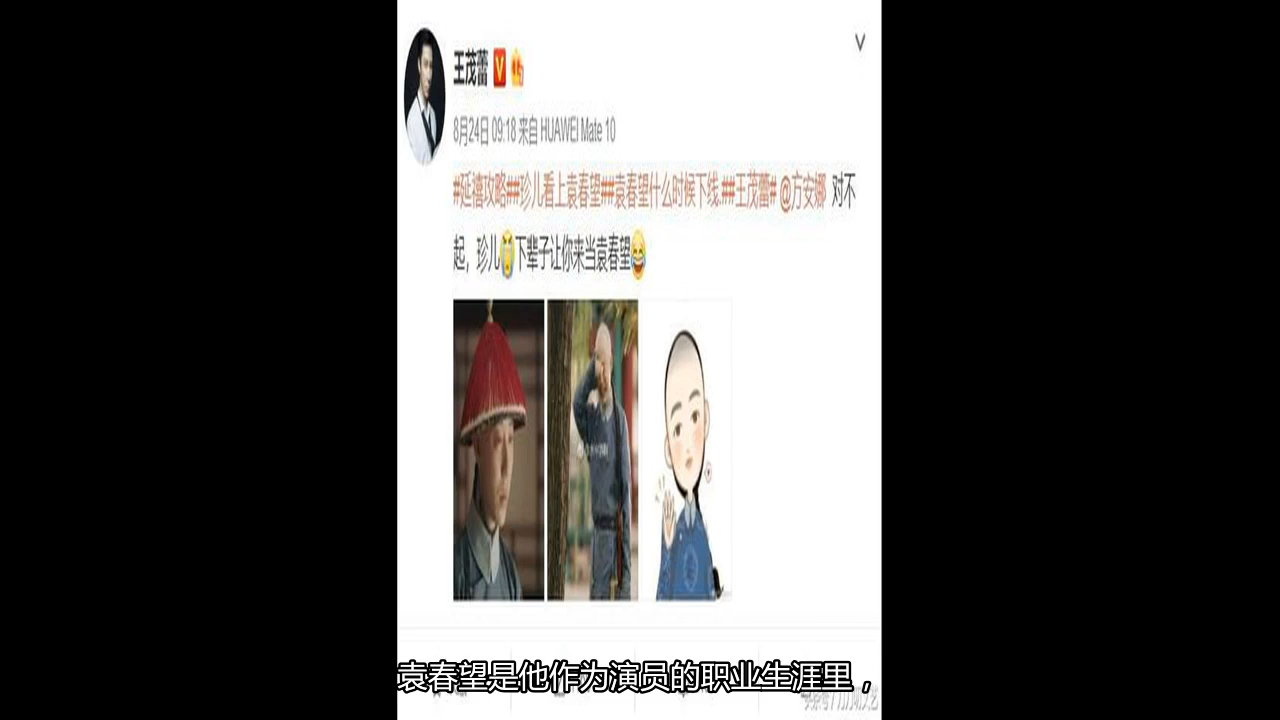 王茂蕾
8月24日 09:18 来自 HUAWEI Mate 10
#延禧攻略##珍儿看上袁春望##袁春望什么时候下线.##王茂蕾# @方安娜 对不
起，珍儿😭下辈子让你来当袁春望😂
袁春望是他作为演员的职业生涯里，